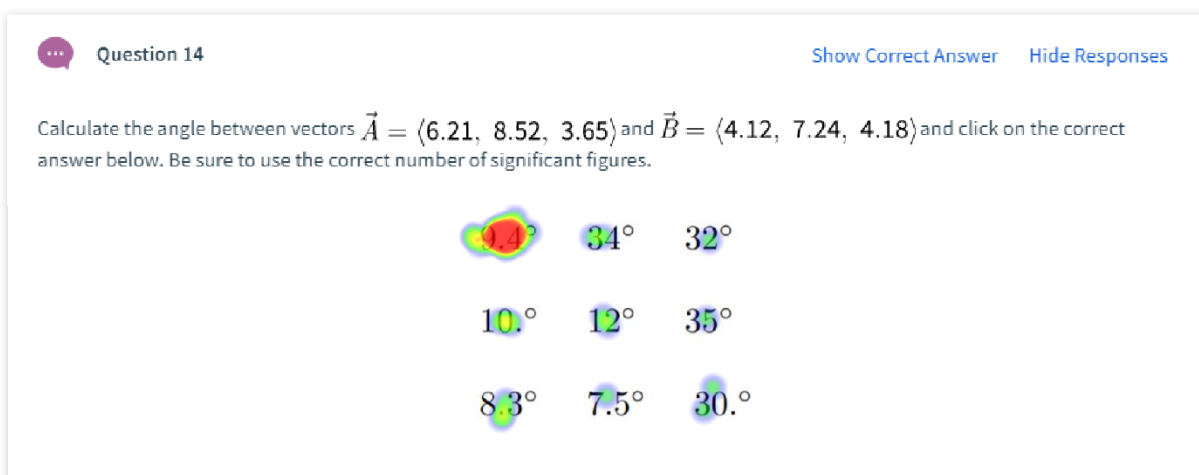 Question 14
Show Correct Answer Hide Responses
Calculate the angle between vectors A⃗ = ⟨6.21, 8.52, 3.65⟩ and B⃗ = ⟨4.12, 7.24, 4.18⟩ and click on the correct
answer below. Be sure to use the correct number of significant figures.
9.4° 34° 32°
10.° 12° 35°
8.3° 7.5° 30.°